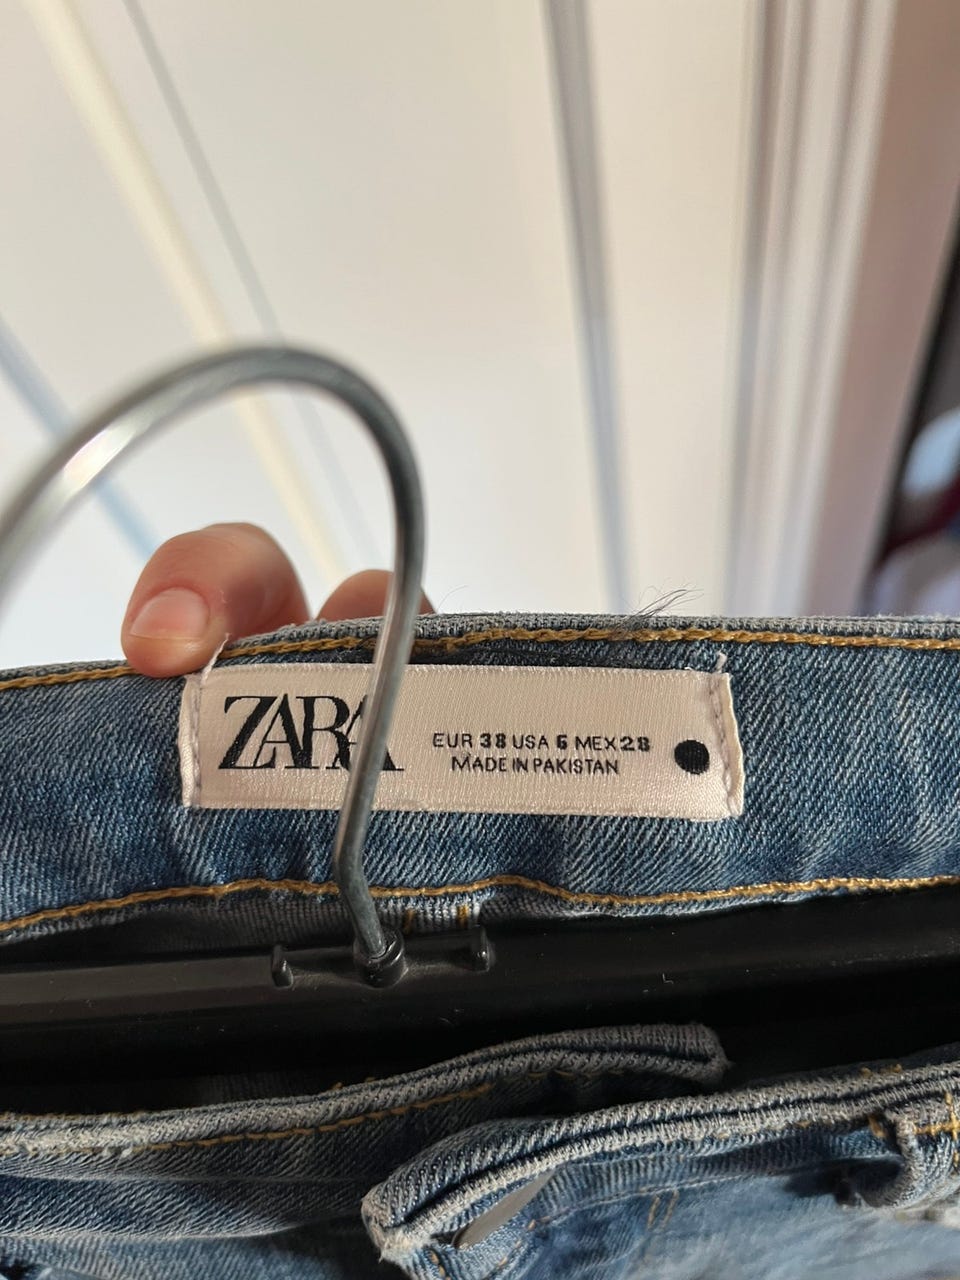 ZARA
EUR 38 USA 6 MEX 28
MADE IN PAKISTAN